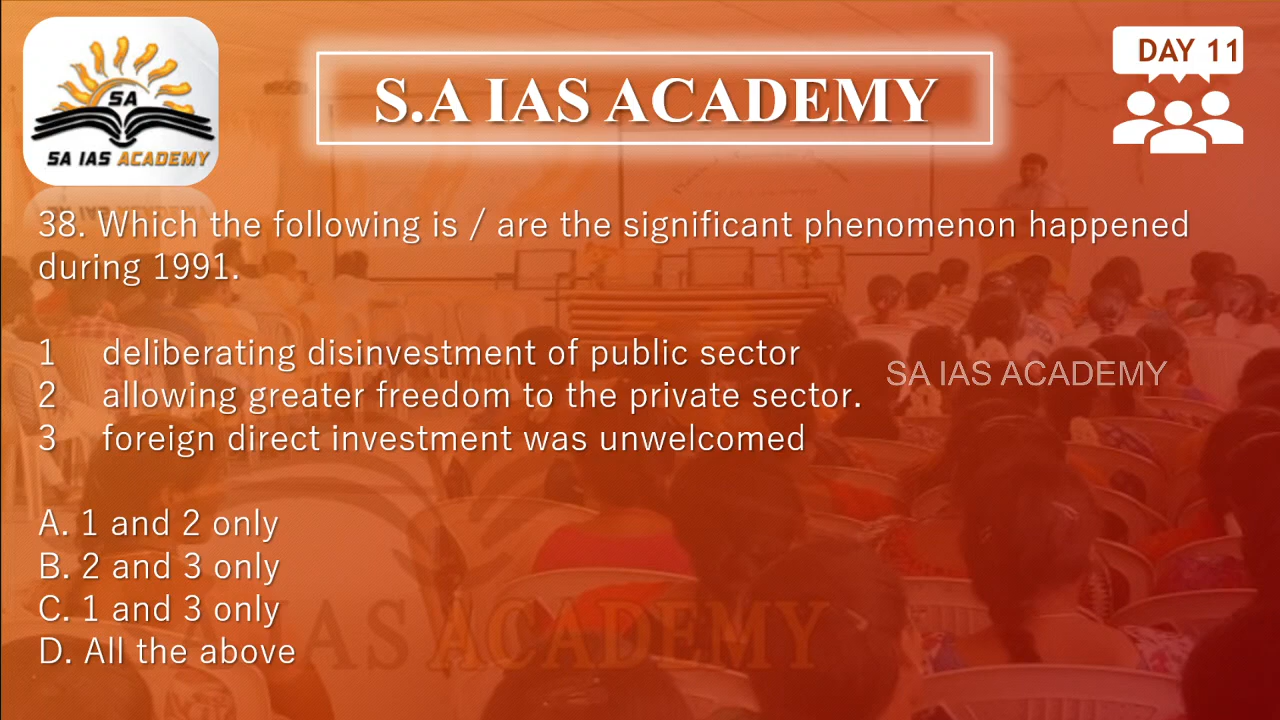 SA
SA IAS ACADEMY
S.A IAS ACADEMY
DAY 11
38. Which the following is / are the significant phenomenon happened
during 1991.
1 deliberating disinvestment of public sector
SA IAS ACADEMY
2 allowing greater freedom to the private sector.
3 foreign direct investment was unwelcomed
A. 1 and 2 only
B. 2 and 3 only
C. 1 and 3 only
D. All the above
IAS ACADEMY